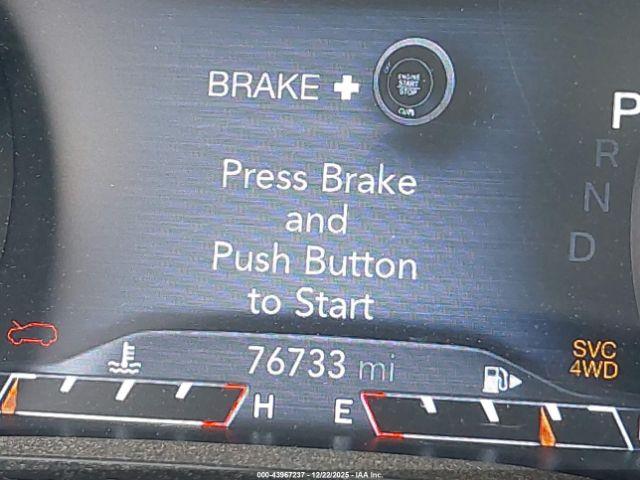 BRAKE + ENGINE START STOP
P
R
N
D
Press Brake
and
Push Button
to Start
76733 mi
SVC
4WD
H
E
000-43967237 - 12/22/2025 - IAA Inc.